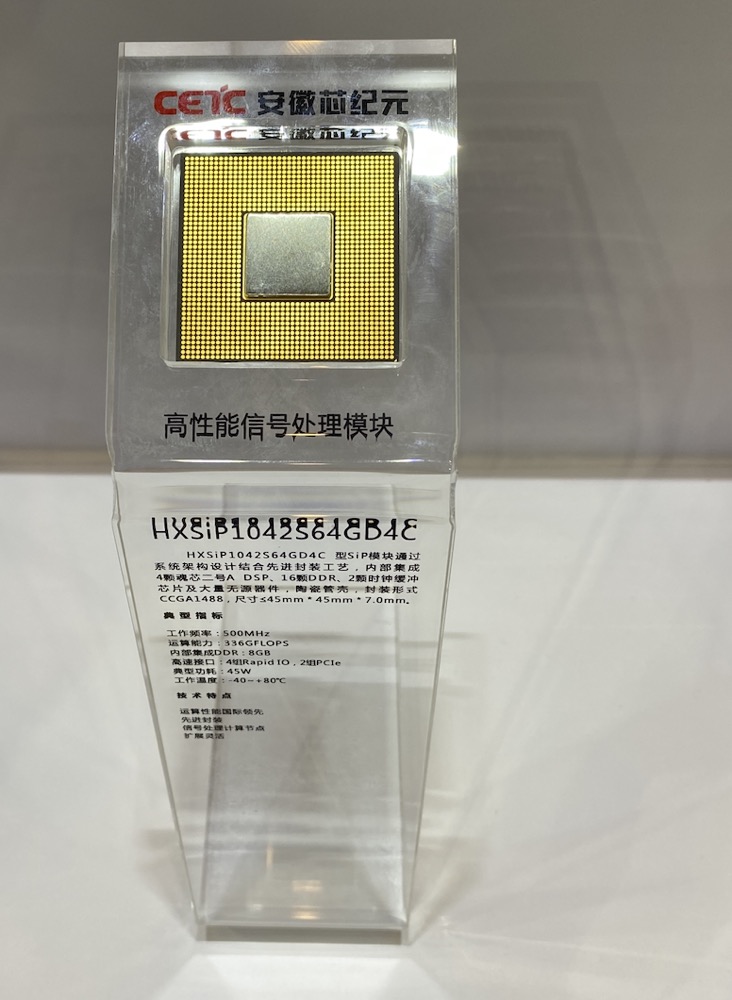 CETC 安徽芯纪元
高性能信号处理模块
HXSiP1042S64GD4C
HXSiP1042S64GD4C 型SiP模块通过
系统架构设计结合先进封装工艺，内部集成
4颗魂芯二号A DSP、16颗DDR、2颗时钟缓冲
芯片及大量无源器件，陶瓷管壳，封装形式
CCGA1488，尺寸≤45mm*45mm*7.0mm。
典型指标
工作频率：500MHz
运算能力：336GFLOPS
内部集成DDR：8GB
高速接口：4组Rapid IO，2组PCIe
典型功耗：45W
工作温度：-40~+80℃
技术特点
运算性能国际领先
先进封装
信号处理计算节点
扩展灵活